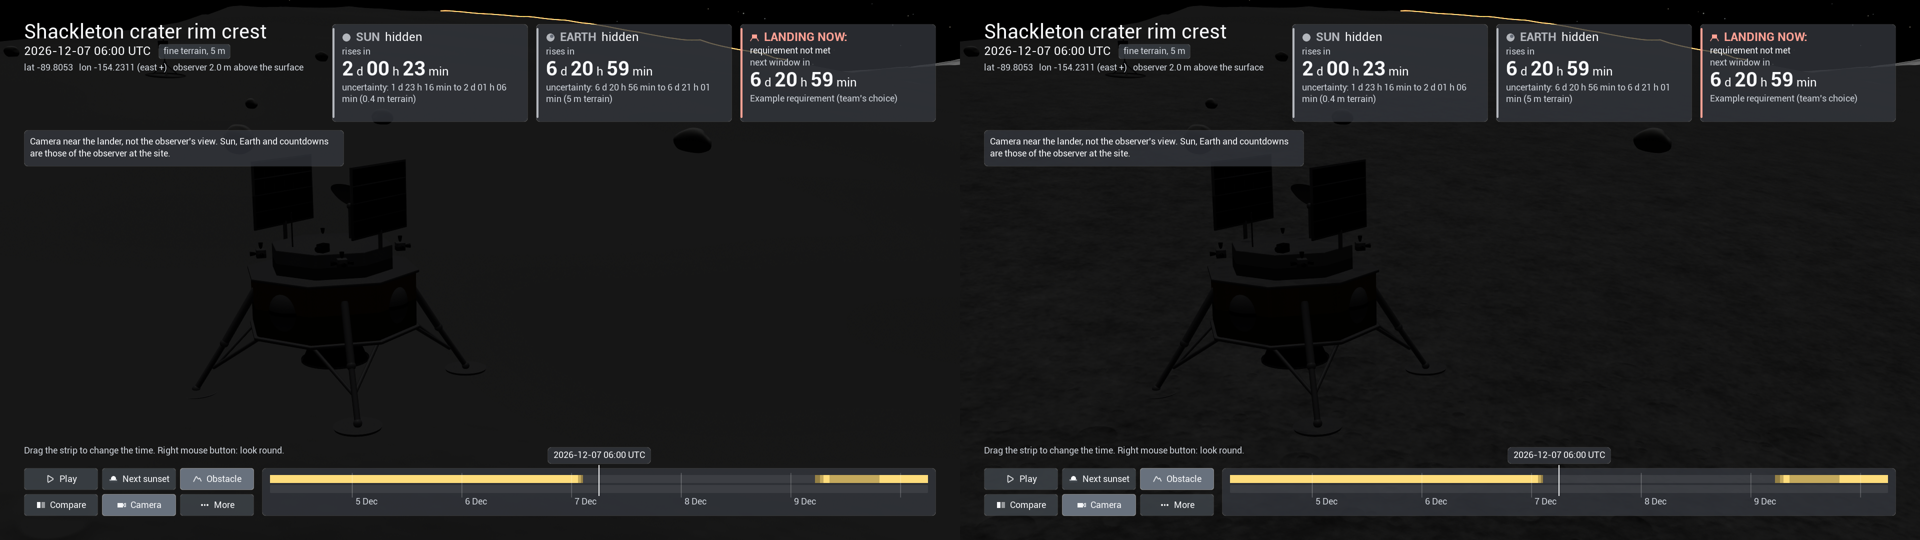 Shackleton crater rim crest
2026-12-07 06:00 UTC fine terrain, 5 m
lat -89.8053 lon -154.2311 (east +) observer 2.0 m above the surface
SUN hidden
rises in
2 d 00 h 23 min
uncertainty: 1 d 23 h 16 min to 2 d 01 h 06
min (0.4 m terrain)
EARTH hidden
rises in
6 d 20 h 59 min
uncertainty: 6 d 20 h 56 min to 6 d 21 h 01
min (5 m terrain)
LANDING NOW:
requirement not met
next window in
6 d 20 h 59 min
Example requirement (team's choice)
Camera near the lander, not the observer's view. Sun, Earth and countdowns
are those of the observer at the site.
Drag the strip to change the time. Right mouse button: look round.
2026-12-07 06:00 UTC
Play
Next sunset
Obstacle
Compare
Camera
More
5 Dec
6 Dec
7 Dec
8 Dec
9 Dec
Shackleton crater rim crest
2026-12-07 06:00 UTC fine terrain, 5 m
lat -89.8053 lon -154.2311 (east +) observer 2.0 m above the surface
SUN hidden
rises in
2 d 00 h 23 min
uncertainty: 1 d 23 h 16 min to 2 d 01 h 06
min (0.4 m terrain)
EARTH hidden
rises in
6 d 20 h 59 min
uncertainty: 6 d 20 h 56 min to 6 d 21 h 01
min (5 m terrain)
LANDING NOW:
requirement not met
next window in
6 d 20 h 59 min
Example requirement (team's choice)
Camera near the lander, not the observer's view. Sun, Earth and countdowns
are those of the observer at the site.
Drag the strip to change the time. Right mouse button: look round.
2026-12-07 06:00 UTC
Play
Next sunset
Obstacle
Compare
Camera
More
5 Dec
6 Dec
7 Dec
8 Dec
9 Dec